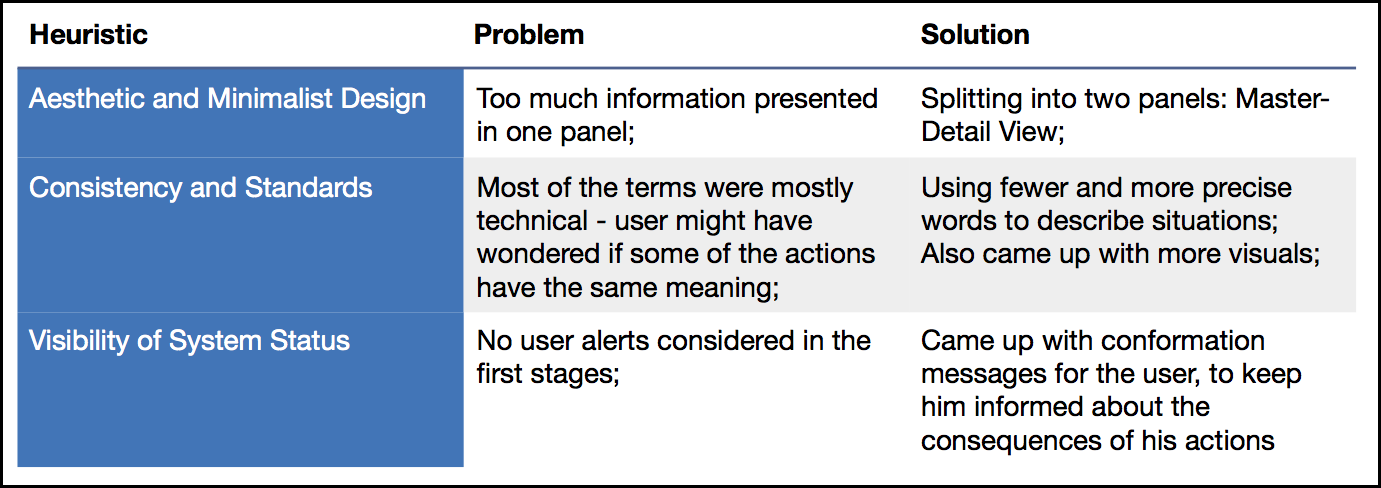 Heuristic Problem Solution
Aesthetic and Minimalist Design
Too much information presented
in one panel;
Splitting into two panels: Master-
Detail View;
Consistency and Standards
Most of the terms were mostly
technical - user might have
wondered if some of the actions
have the same meaning;
Using fewer and more precise
words to describe situations;
Also came up with more visuals;
Visibility of System Status
No user alerts considered in the
first stages;
Came up with conformation
messages for the user, to keep
him informed about the
consequences of his actions